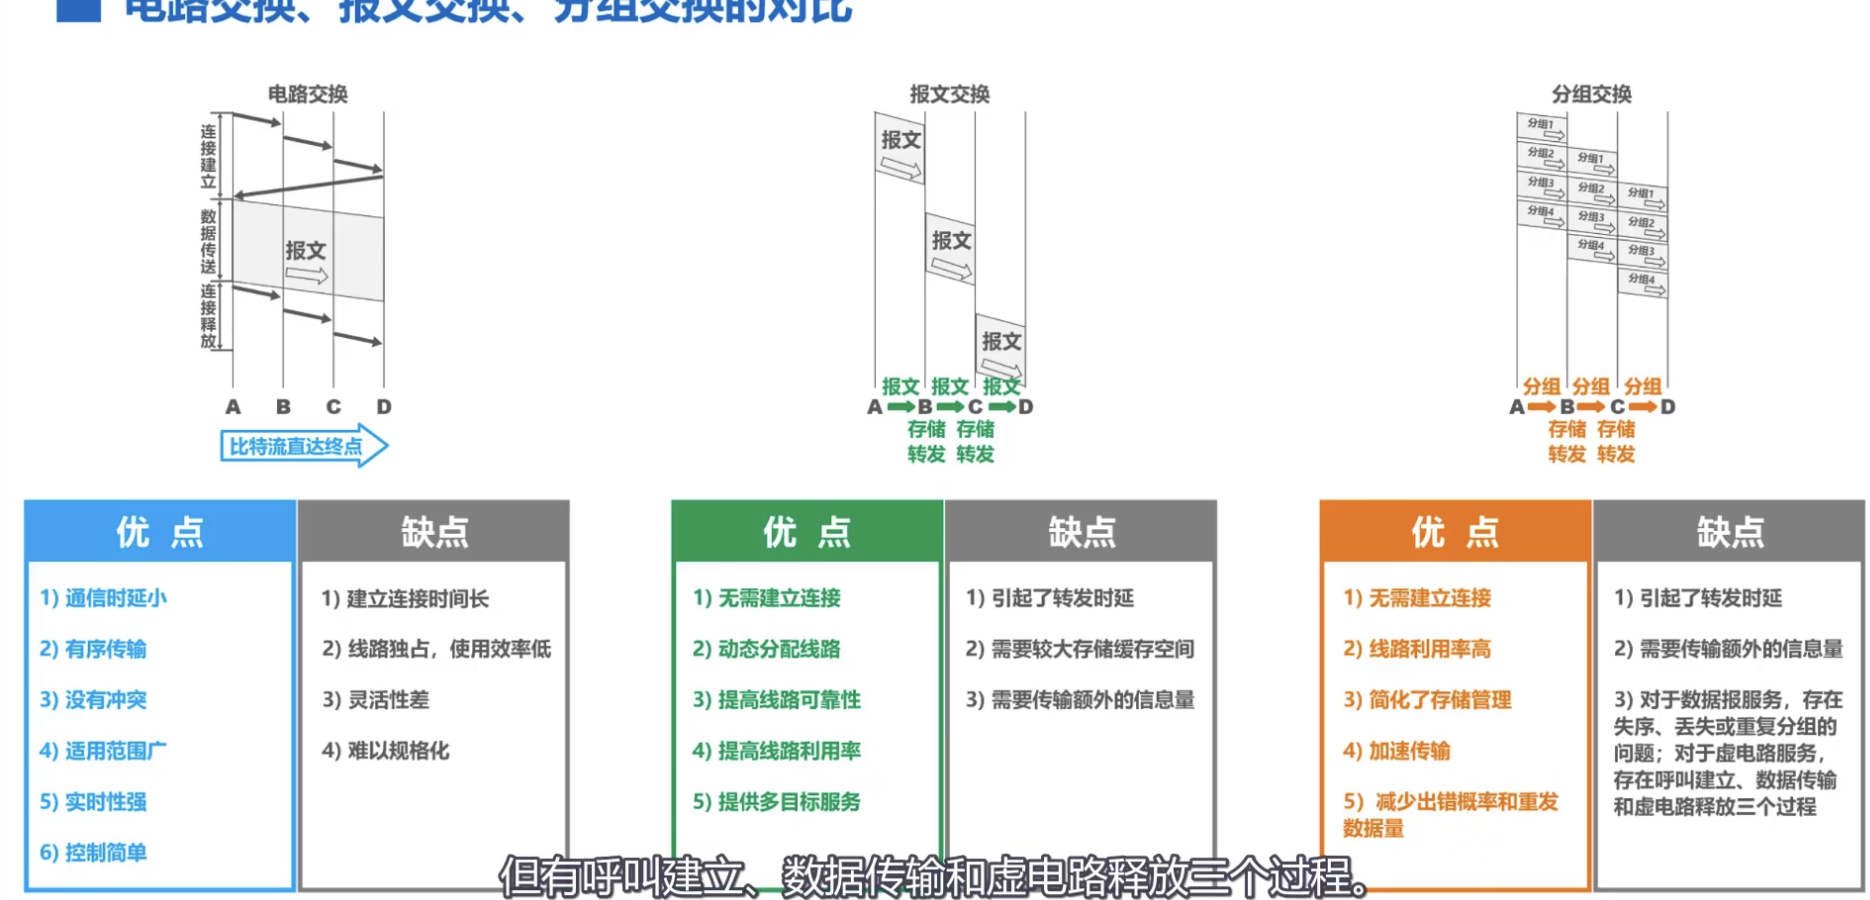 电路交换、报文交换、分组交换的对比
电路交换
连接建立
数据传送
连接释放
报文
A B C D
比特流直达终点
报文交换
报文
报文
报文
报文 报文 报文
A B C D
存储 存储
转发 转发
分组交换
分组1
分组2 分组1
分组3 分组2 分组1
分组4 分组3 分组2
分组4 分组3
分组4
分组 分组 分组
A B C D
存储 存储
转发 转发
优 点
1) 通信时延小
2) 有序传输
3) 没有冲突
4) 适用范围广
5) 实时性强
6) 控制简单
缺点
1) 建立连接时间长
2) 线路独占，使用效率低
3) 灵活性差
4) 难以规格化
优 点
1) 无需建立连接
2) 动态分配线路
3) 提高线路可靠性
4) 提高线路利用率
5) 提供多目标服务
缺点
1) 引起了转发时延
2) 需要较大存储缓存空间
3) 需要传输额外的信息量
优 点
1) 无需建立连接
2) 线路利用率高
3) 简化了存储管理
4) 加速传输
5) 减少出错概率和重发
数据量
缺点
1) 引起了转发时延
2) 需要传输额外的信息量
3) 对于数据报服务，存在
失序、丢失或重复分组的
问题；对于虚电路服务，
存在呼叫建立、数据传输
和虚电路释放三个过程
但有呼叫建立、数据传输和虚电路释放三个过程。